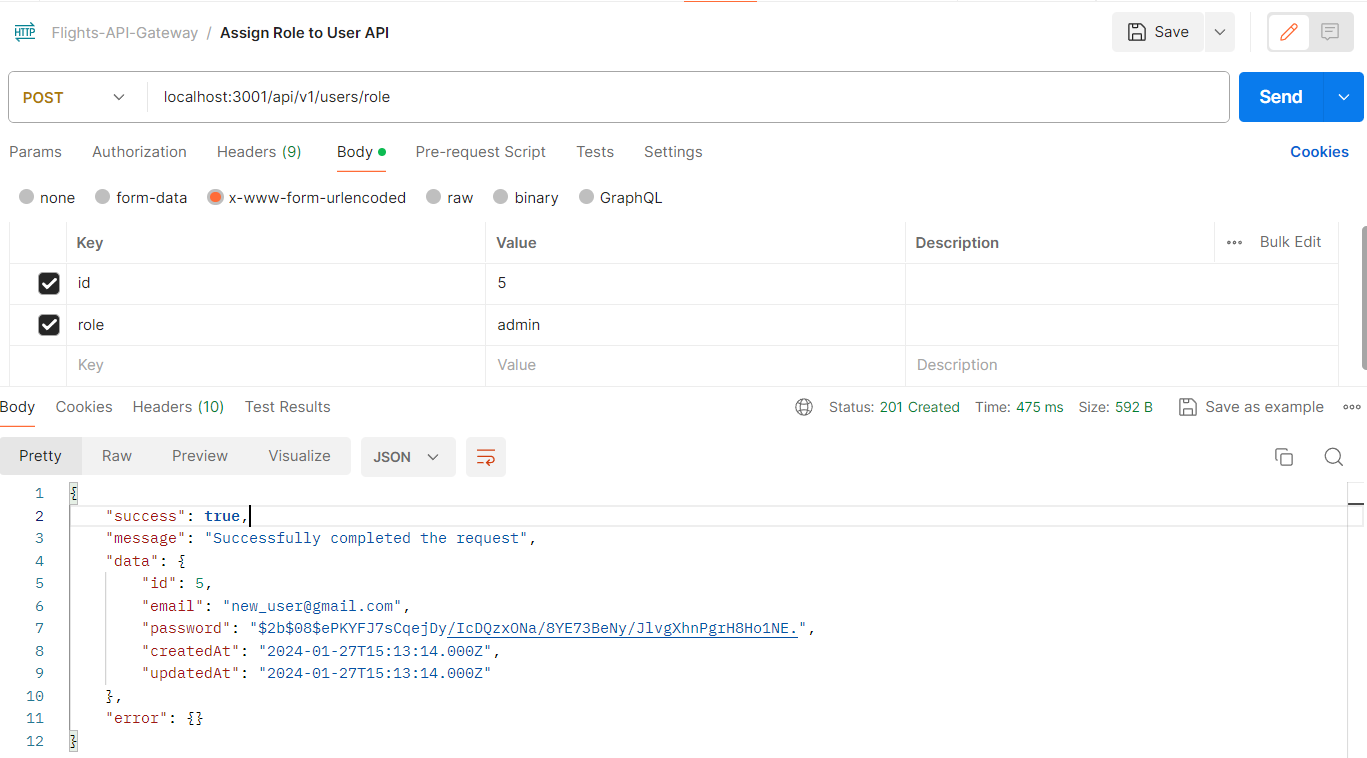 HTTP Flights-API-Gateway / Assign Role to User API Save
POST localhost:3001/api/v1/users/role Send
Params Authorization Headers (9) Body Pre-request Script Tests Settings Cookies
none form-data x-www-form-urlencoded raw binary GraphQL
Key Value Description Bulk Edit
id 5
role admin
Key Value Description
Body Cookies Headers (10) Test Results Status: 201 Created Time: 475 ms Size: 592 B Save as example
Pretty Raw Preview Visualize JSON
1 {
2 "success": true,
3 "message": "Successfully completed the request",
4 "data": {
5 "id": 5,
6 "email": "new_user@gmail.com",
7 "password": "$2b$08$ePKYFJ7sCqejDy/IcDQzxONa/8YE73BeNy/JlvgXhnPgrH8Ho1NE.",
8 "createdAt": "2024-01-27T15:13:14.000Z",
9 "updatedAt": "2024-01-27T15:13:14.000Z"
10 },
11 "error": {}
12 }